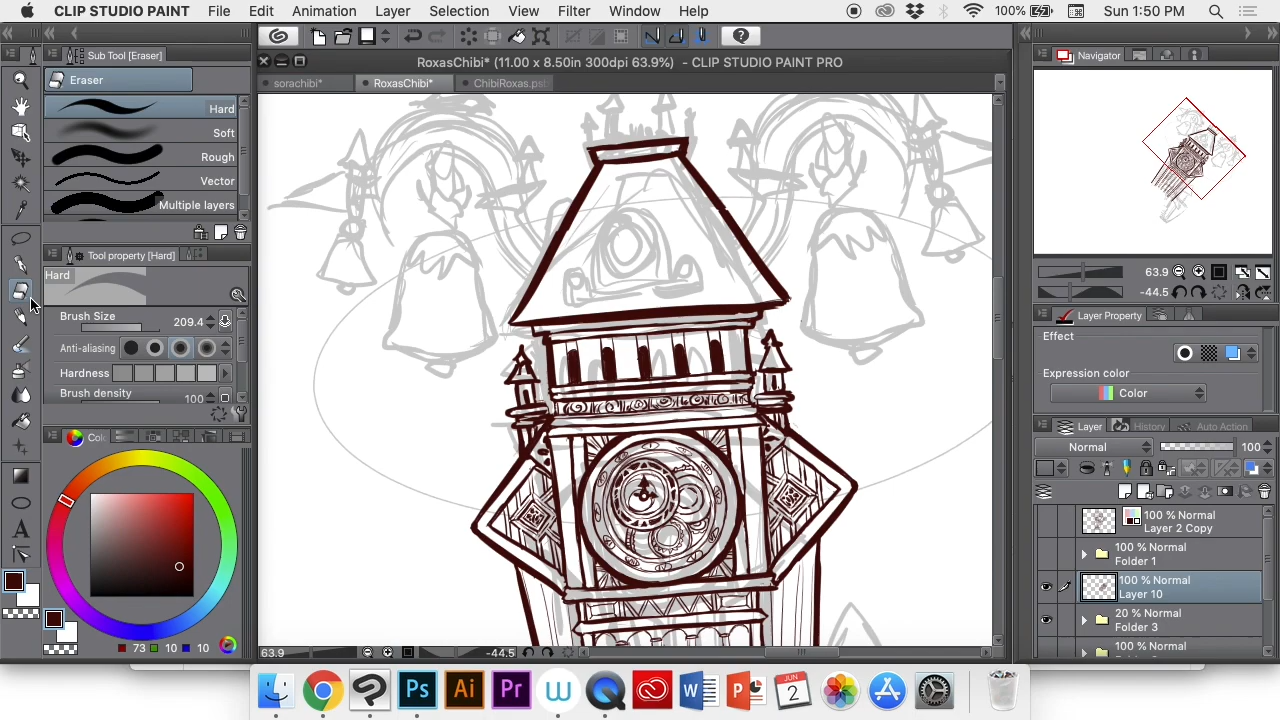 CLIP STUDIO PAINT File Edit Animation Layer Selection View Filter Window Help 100% Sun 1:50 PM
Sub Tool [Eraser]
RoxasChibi* (11.00 x 8.50in 300dpi 63.9%) - CLIP STUDIO PAINT PRO
Navigator
Eraser
sorachibi* RoxasChibi* ChibiRoxas.psd
Hard
Soft
Rough
Vector
Multiple layers
Tool property [Hard]
Hard
Brush Size 209.4
Anti-aliasing
Hardness
Brush density 100
63.9
-44.5
Layer Property
Effect
Expression color
Color
Layer History Auto Action
Normal 100
100 % Normal
Layer 2 Copy
100 % Normal
Folder 1
100 % Normal
Layer 10
20 % Normal
Folder 3
100 % Normal
A
73 10 10
63.9 -44.5
Ps Ai Pr W W P
JUN
2